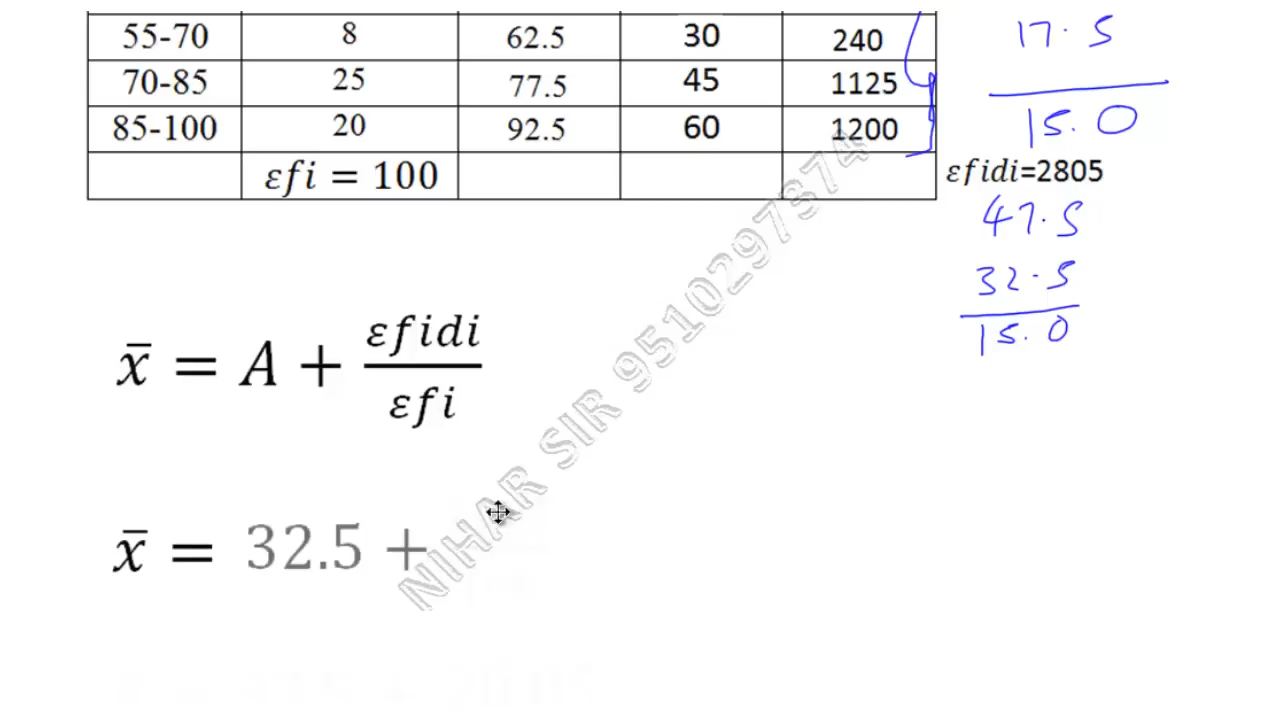 55-70 8 62.5 30 240
70-85 25 77.5 45 1125
85-100 20 92.5 60 1200
εfi = 100
εfidi=2805
17.5
15.0
47.5
32.5
15.0
x̄ = A + εfidi / εfi
x̄ = 32.5 +
NIHAR SIR 9510297374